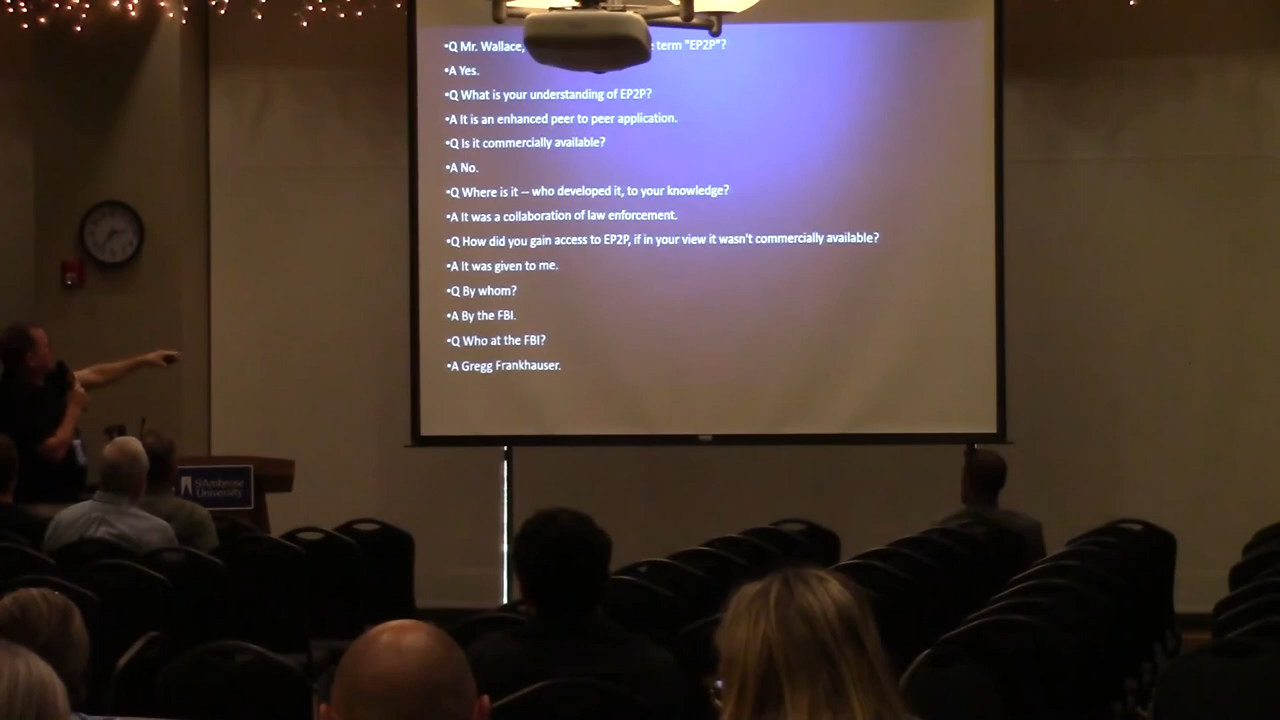 •Q Mr. Wallace, term "EP2P"?
•A Yes.
•Q What is your understanding of EP2P?
•A It is an enhanced peer to peer application.
•Q Is it commercially available?
•A No.
•Q Where is it -- who developed it, to your knowledge?
•A It was a collaboration of law enforcement.
•Q How did you gain access to EP2P, if in your view it wasn't commercially available?
•A It was given to me.
•Q By whom?
•A By the FBI.
•Q Who at the FBI?
•A Gregg Frankhauser.
St Ambrose
University